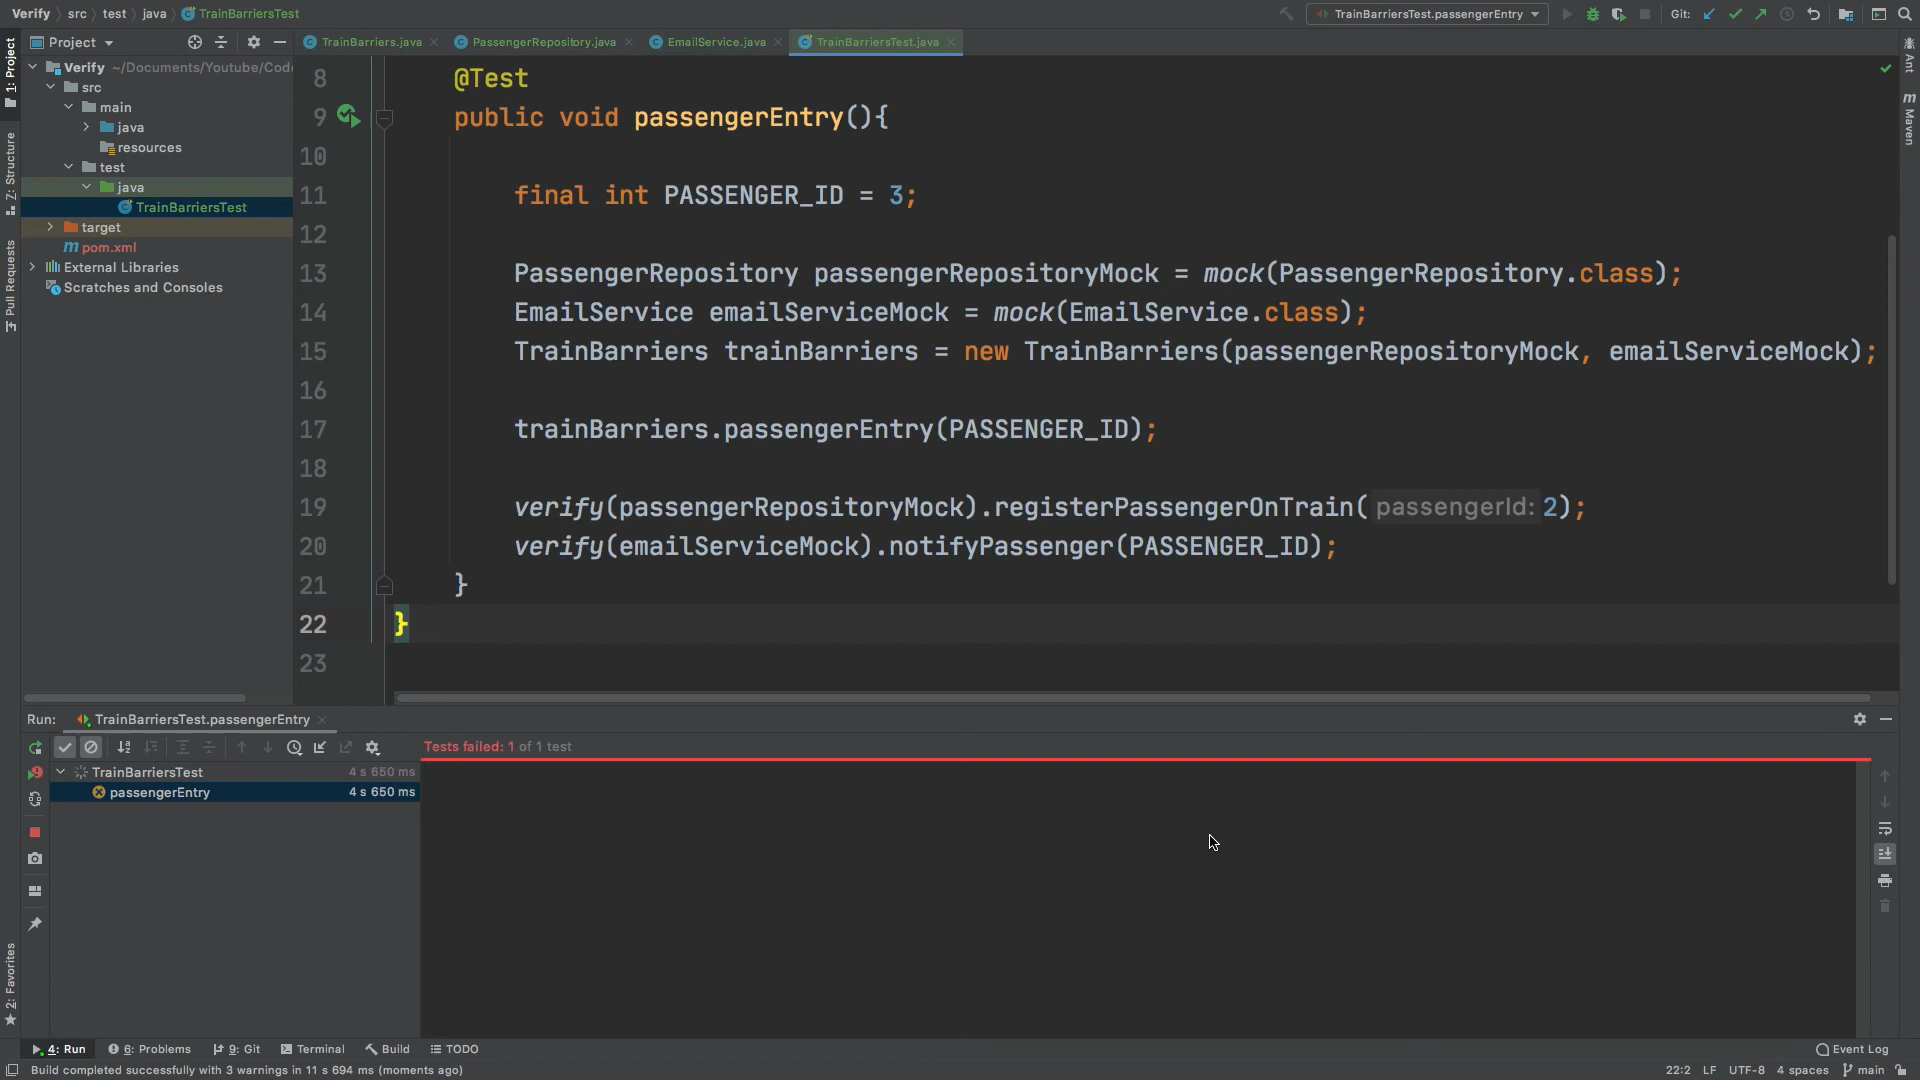 Verify src test java TrainBarriersTest TrainBarriersTest.passengerEntry Git:
Project TrainBarriers.java PassengerRepository.java EmailService.java TrainBarriersTest.java
1: Project
Z: Structure
Pull Requests
2: Favorites
Ant
Maven
Verify ~/Documents/Youtube/Cod
src
main
java
resources
test
java
TrainBarriersTest
target
pom.xml
External Libraries
Scratches and Consoles
8 @Test
9 public void passengerEntry(){
10
11 final int PASSENGER_ID = 3;
12
13 PassengerRepository passengerRepositoryMock = mock(PassengerRepository.class);
14 EmailService emailServiceMock = mock(EmailService.class);
15 TrainBarriers trainBarriers = new TrainBarriers(passengerRepositoryMock, emailServiceMock);
16
17 trainBarriers.passengerEntry(PASSENGER_ID);
18
19 verify(passengerRepositoryMock).registerPassengerOnTrain( passengerId: 2);
20 verify(emailServiceMock).notifyPassenger(PASSENGER_ID);
21 }
22 }
23
Run: TrainBarriersTest.passengerEntry
Tests failed: 1 of 1 test
TrainBarriersTest 4 s 650 ms
passengerEntry 4 s 650 ms
4: Run 6: Problems 9: Git Terminal Build TODO Event Log
Build completed successfully with 3 warnings in 11 s 694 ms (moments ago) 22:2 LF UTF-8 4 spaces main